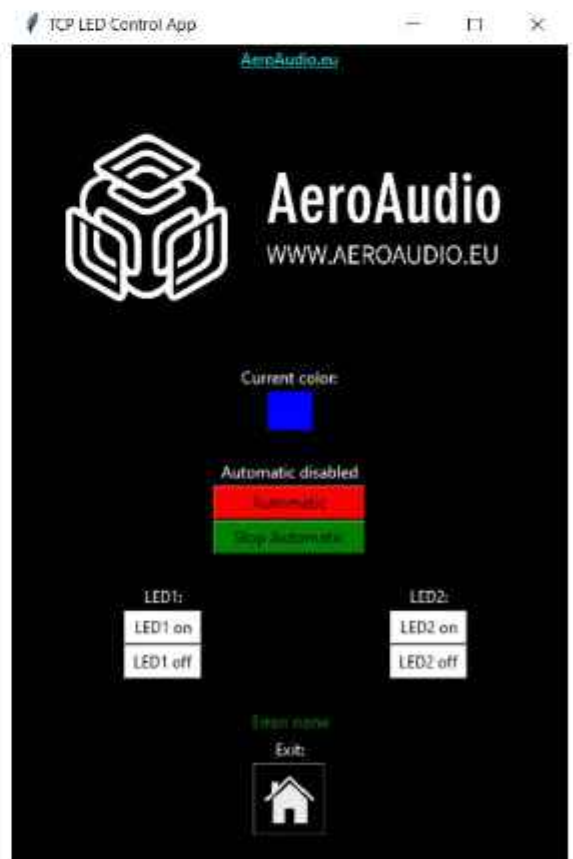 TCP LED Control App
AeroAudio.eu
AeroAudio
WWW.AEROAUDIO.EU
Current color:
Automatic disabled
Automatic
Stop Automatic
LED1:
LED2:
LED1 on
LED2 on
LED1 off
LED2 off
Error: none
Exit: